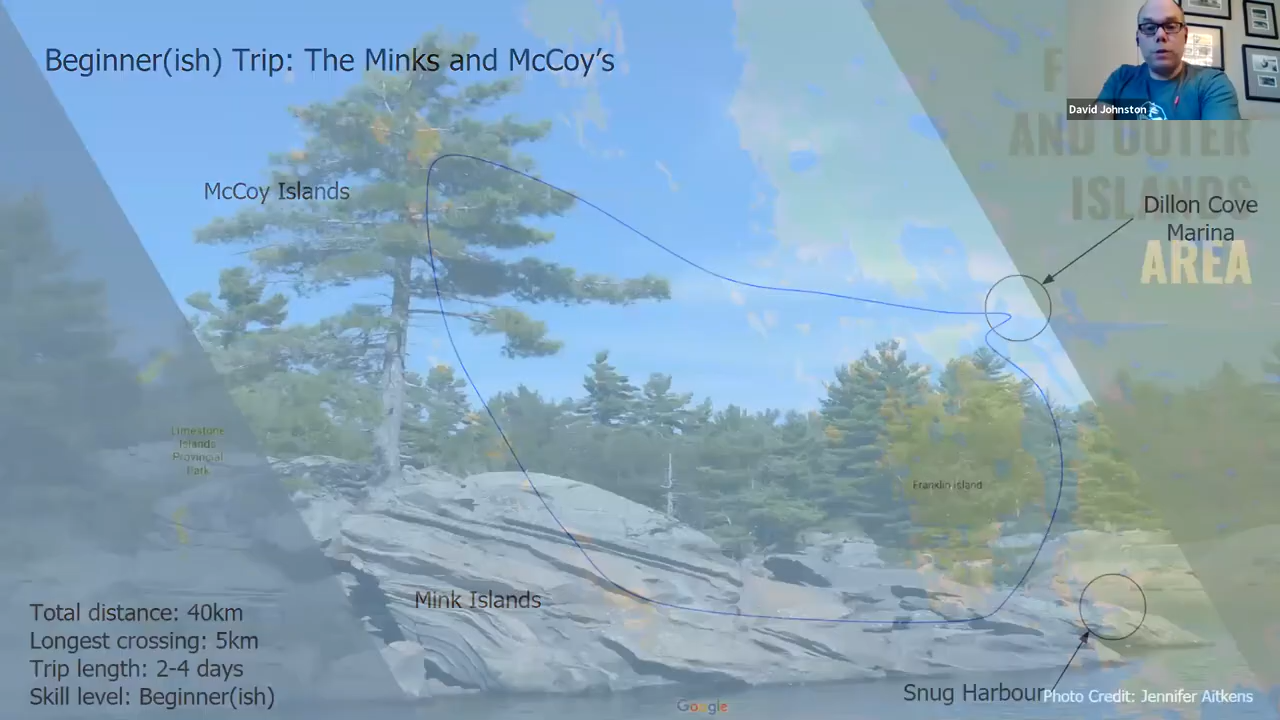 Beginner(ish) Trip: The Minks and McCoy's
David Johnston
AND OUTER
ISLANDS
AREA
McCoy Islands
Dillon Cove
Marina
Limestone
Islands
Provincial
Park
Franklin Island
Mink Islands
Total distance: 40km
Longest crossing: 5km
Trip length: 2-4 days
Skill level: Beginner(ish)
Snug Harbour
Photo Credit: Jennifer Aitkens
Google